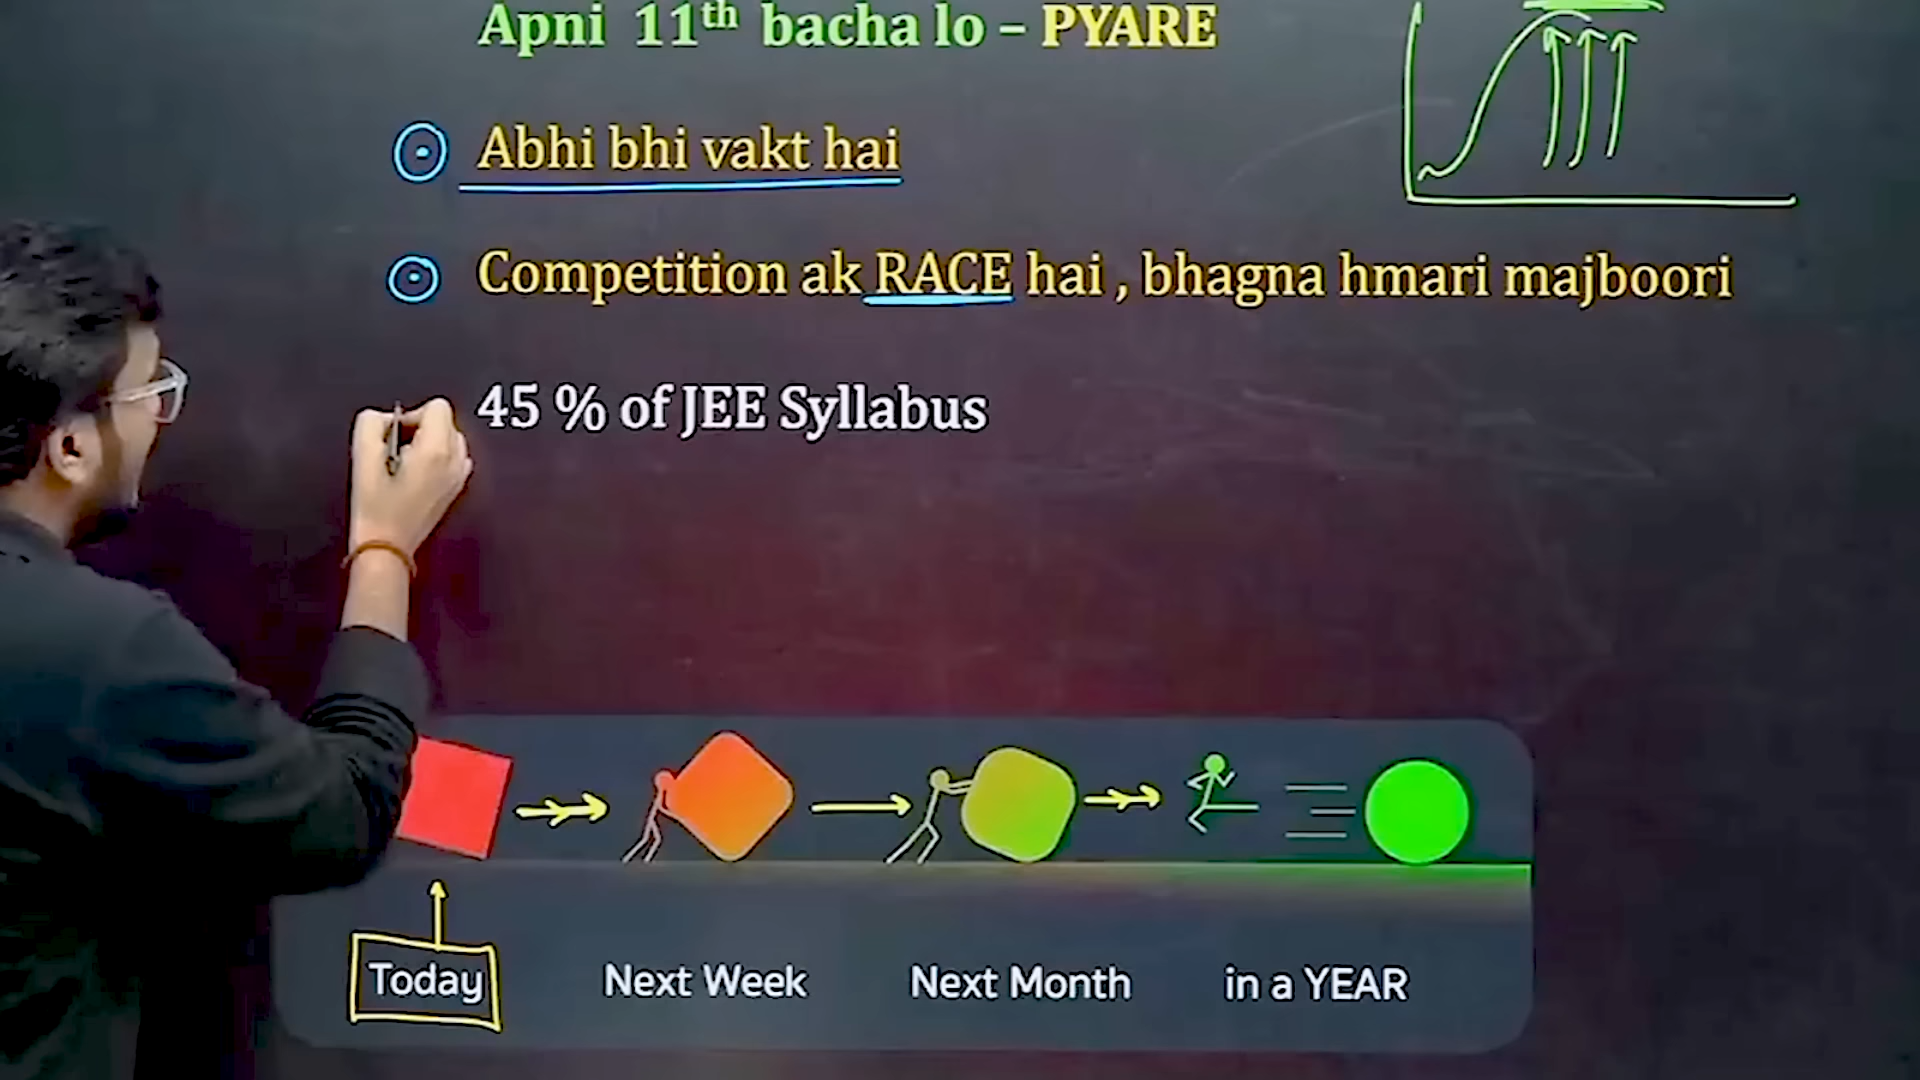 Apni 11th bacha lo – PYARE
Abhi bhi vakt hai
Competition ak RACE hai , bhagna hmari majboori
45 % of JEE Syllabus
Today
Next Week
Next Month
in a YEAR